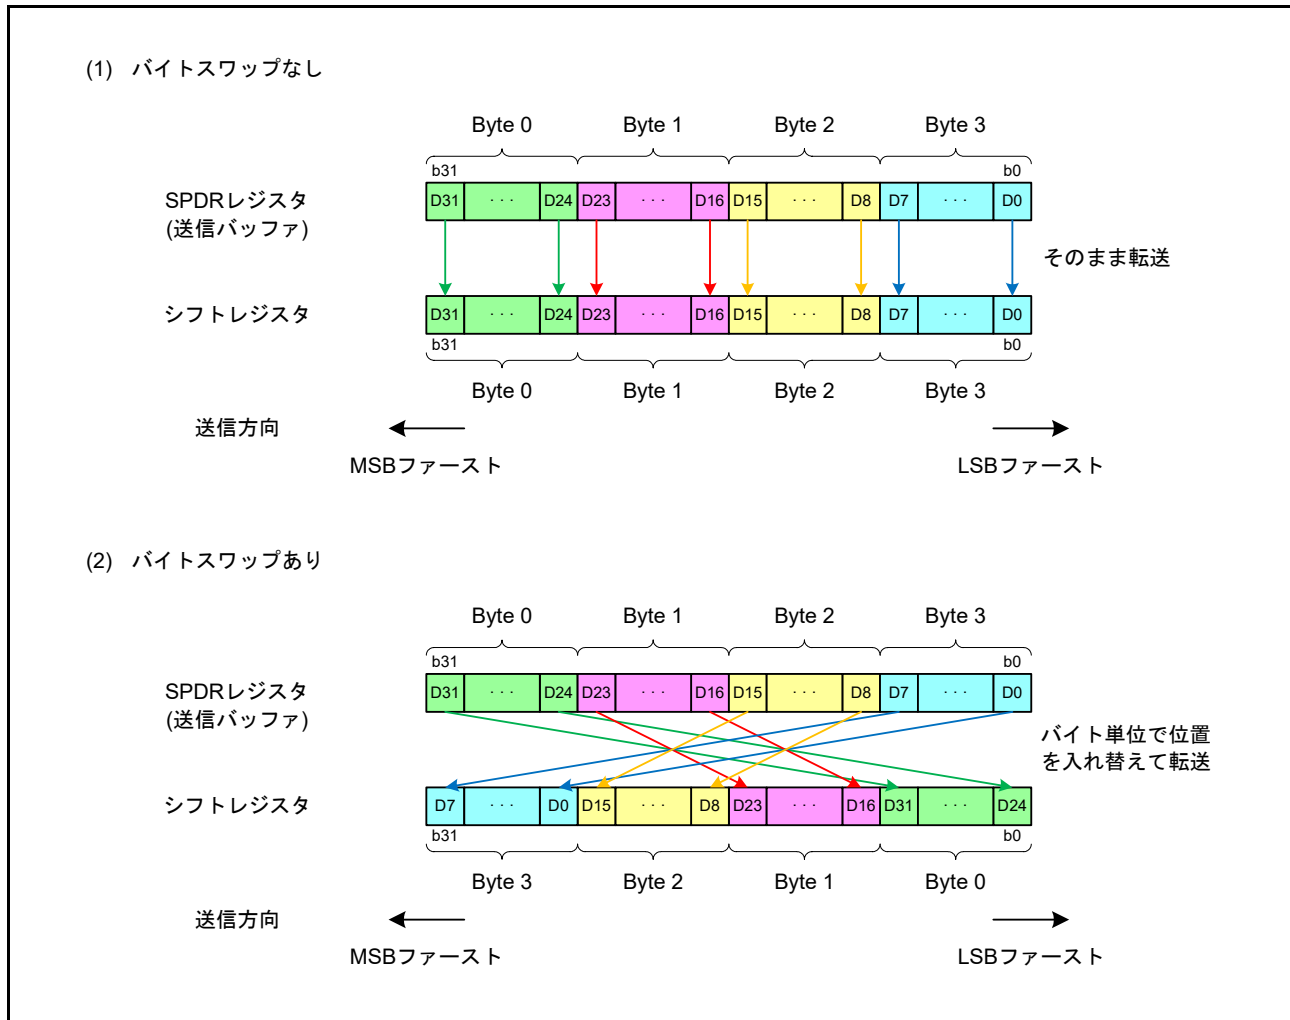 (1) バイトスワップなし
Byte 0 Byte 1 Byte 2 Byte 3
b31 b0
SPDRレジスタ
(送信バッファ)
D31 ･･･ D24 D23 ･･･ D16 D15 ･･･ D8 D7 ･･･ D0
そのまま転送
シフトレジスタ
D31 ･･･ D24 D23 ･･･ D16 D15 ･･･ D8 D7 ･･･ D0
b31 b0
Byte 0 Byte 1 Byte 2 Byte 3
送信方向
MSBファースト LSBファースト
(2) バイトスワップあり
Byte 0 Byte 1 Byte 2 Byte 3
b31 b0
SPDRレジスタ
(送信バッファ)
D31 ･･･ D24 D23 ･･･ D16 D15 ･･･ D8 D7 ･･･ D0
バイト単位で位置
を入れ替えて転送
シフトレジスタ
D7 ･･･ D0 D15 ･･･ D8 D23 ･･･ D16 D31 ･･･ D24
b31 b0
Byte 3 Byte 2 Byte 1 Byte 0
送信方向
MSBファースト LSBファースト